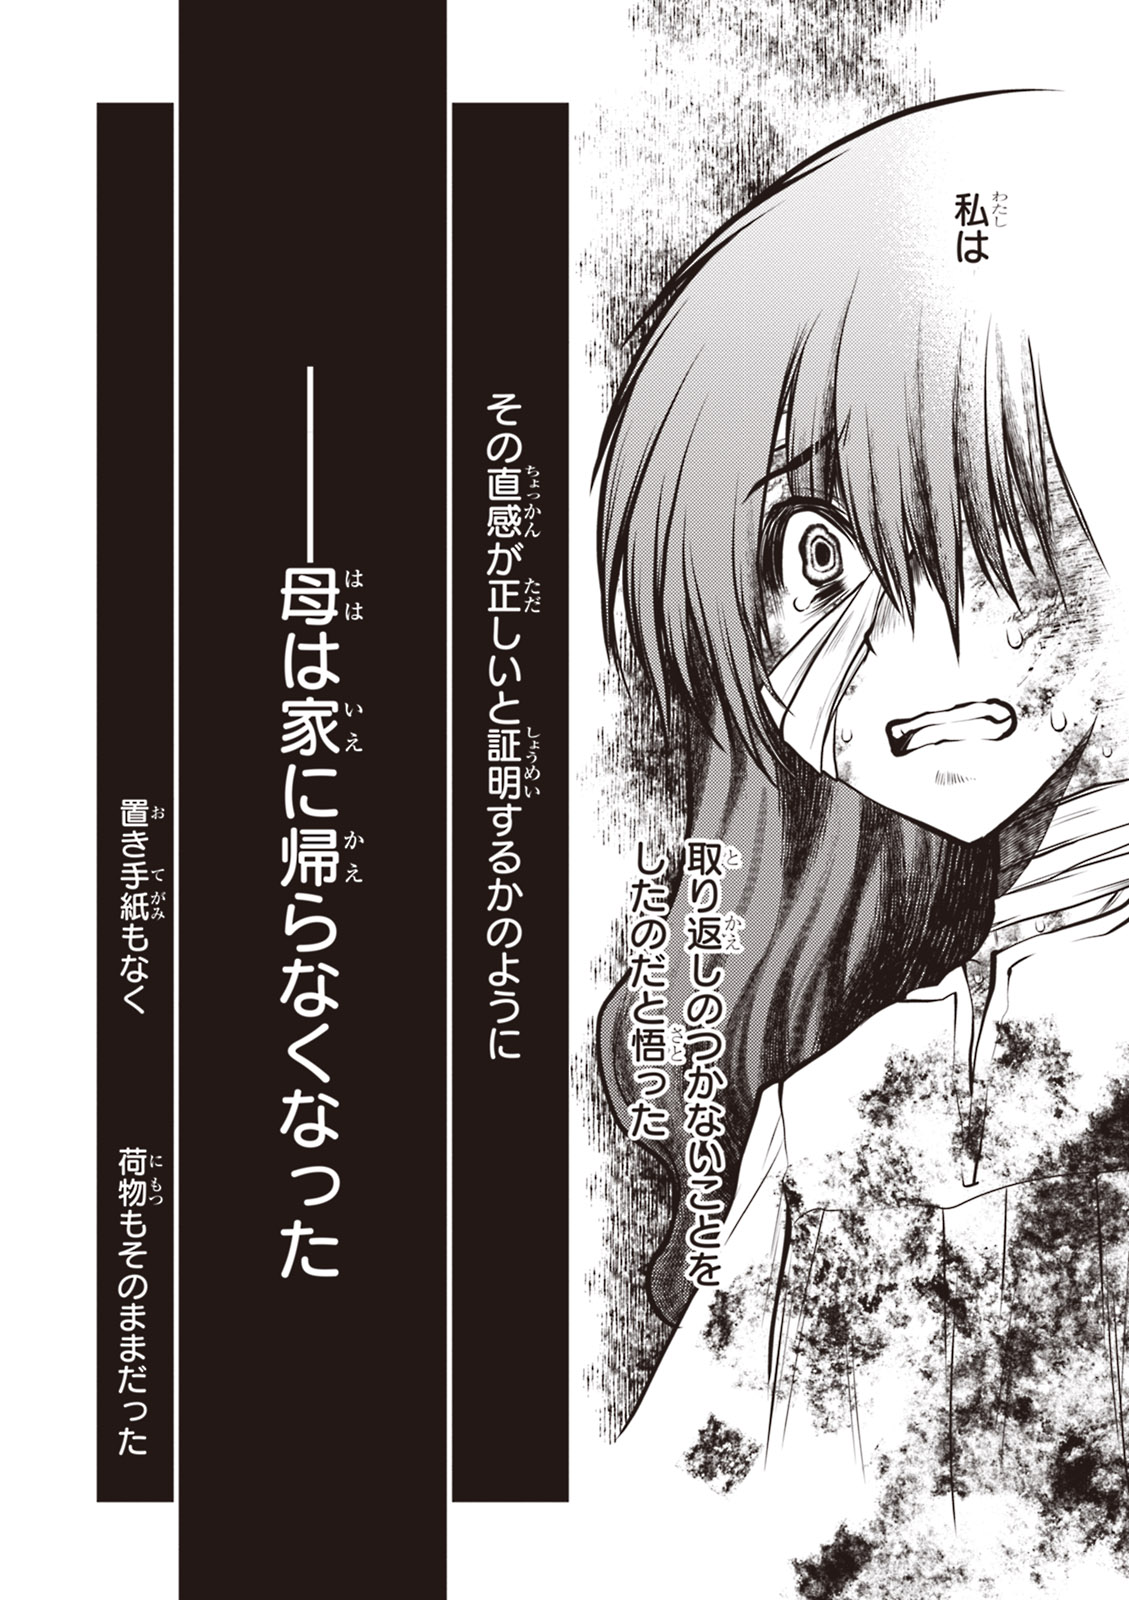 私は
取り返しのつかないことを
したのだと悟った
その直感が正しいと証明するかのように
――母は家に帰らなくなった
置き手紙もなく
荷物もそのままだった